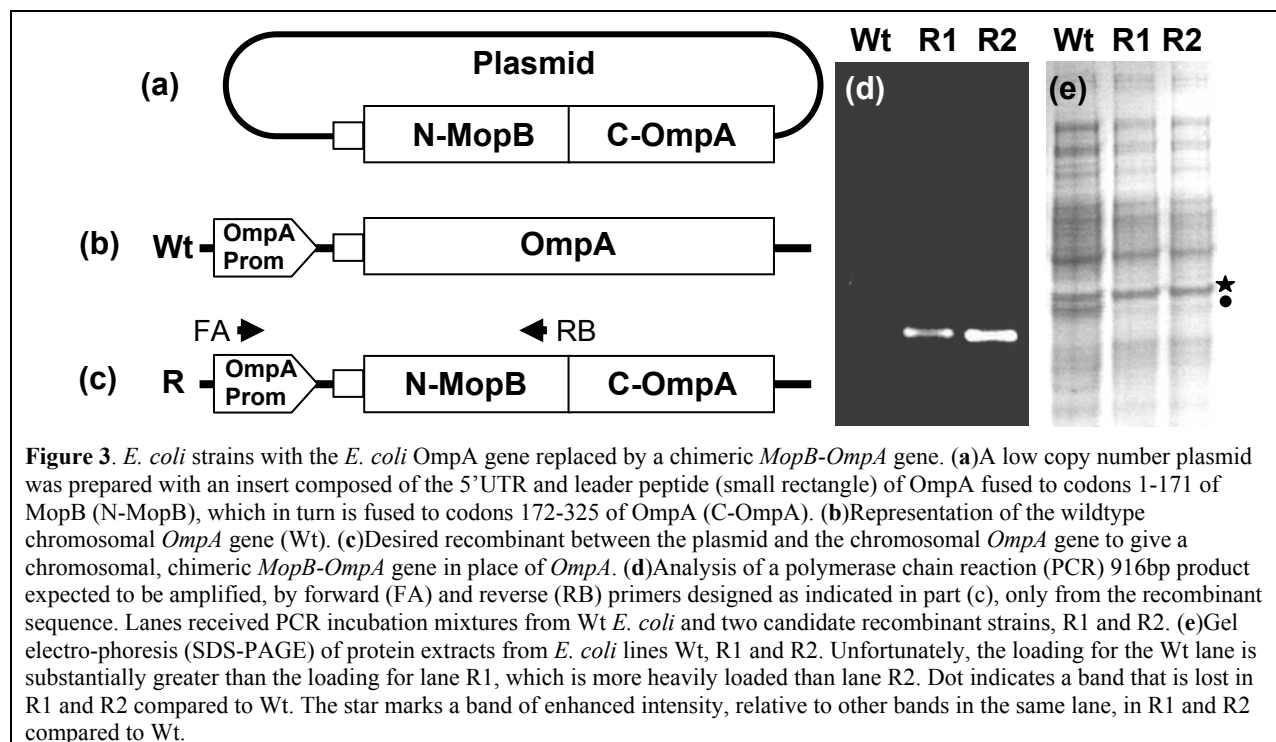 Wt R1 R2
Wt R1 R2
(a)
Plasmid
(d)
(e)
N-MopB
C-OmpA
(b)
Wt
OmpA
Prom
OmpA
FA
RB
(c)
R
OmpA
Prom
N-MopB
C-OmpA
Figure 3. E. coli strains with the E. coli OmpA gene replaced by a chimeric MopB-OmpA gene. (a)A low copy number plasmid
was prepared with an insert composed of the 5’UTR and leader peptide (small rectangle) of OmpA fused to codons 1-171 of
MopB (N-MopB), which in turn is fused to codons 172-325 of OmpA (C-OmpA). (b)Representation of the wildtype
chromosomal OmpA gene (Wt). (c)Desired recombinant between the plasmid and the chromosomal OmpA gene to give a
chromosomal, chimeric MopB-OmpA gene in place of OmpA. (d)Analysis of a polymerase chain reaction (PCR) 916bp product
expected to be amplified, by forward (FA) and reverse (RB) primers designed as indicated in part (c), only from the recombinant
sequence. Lanes received PCR incubation mixtures from Wt E. coli and two candidate recombinant strains, R1 and R2. (e)Gel
electro-phoresis (SDS-PAGE) of protein extracts from E. coli lines Wt, R1 and R2. Unfortunately, the loading for the Wt lane is
substantially greater than the loading for lane R1, which is more heavily loaded than lane R2. Dot indicates a band that is lost in
R1 and R2 compared to Wt. The star marks a band of enhanced intensity, relative to other bands in the same lane, in R1 and R2
compared to Wt.